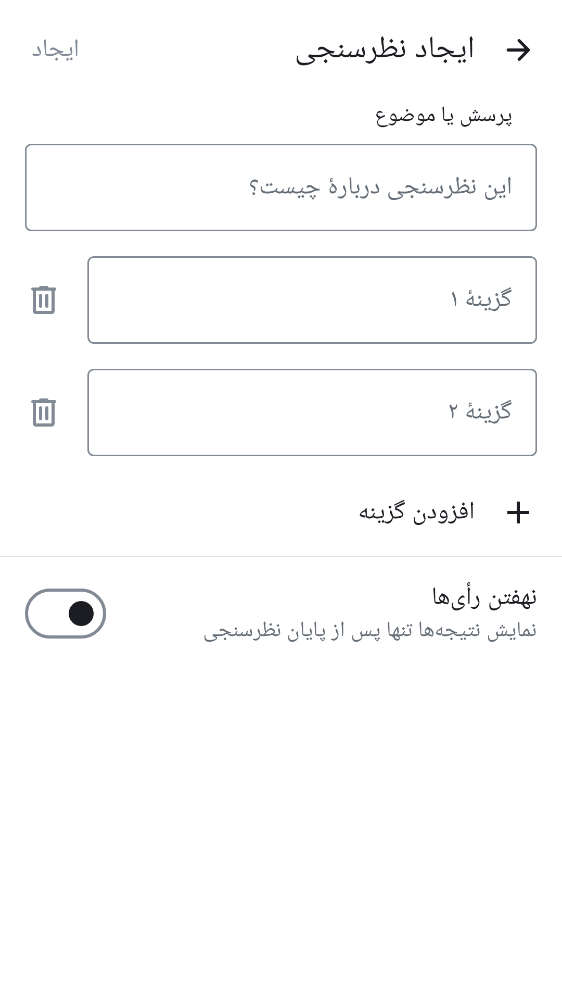 ایجاد نظرسنجی
ایجاد
پرسش یا موضوع
این نظرسنجی دربارهٔ چیست؟
گزینهٔ ۱
گزینهٔ ۲
افزودن گزینه
نهفتن رأی‌ها
نمایش نتیجه‌ها تنها پس از پایان نظرسنجی